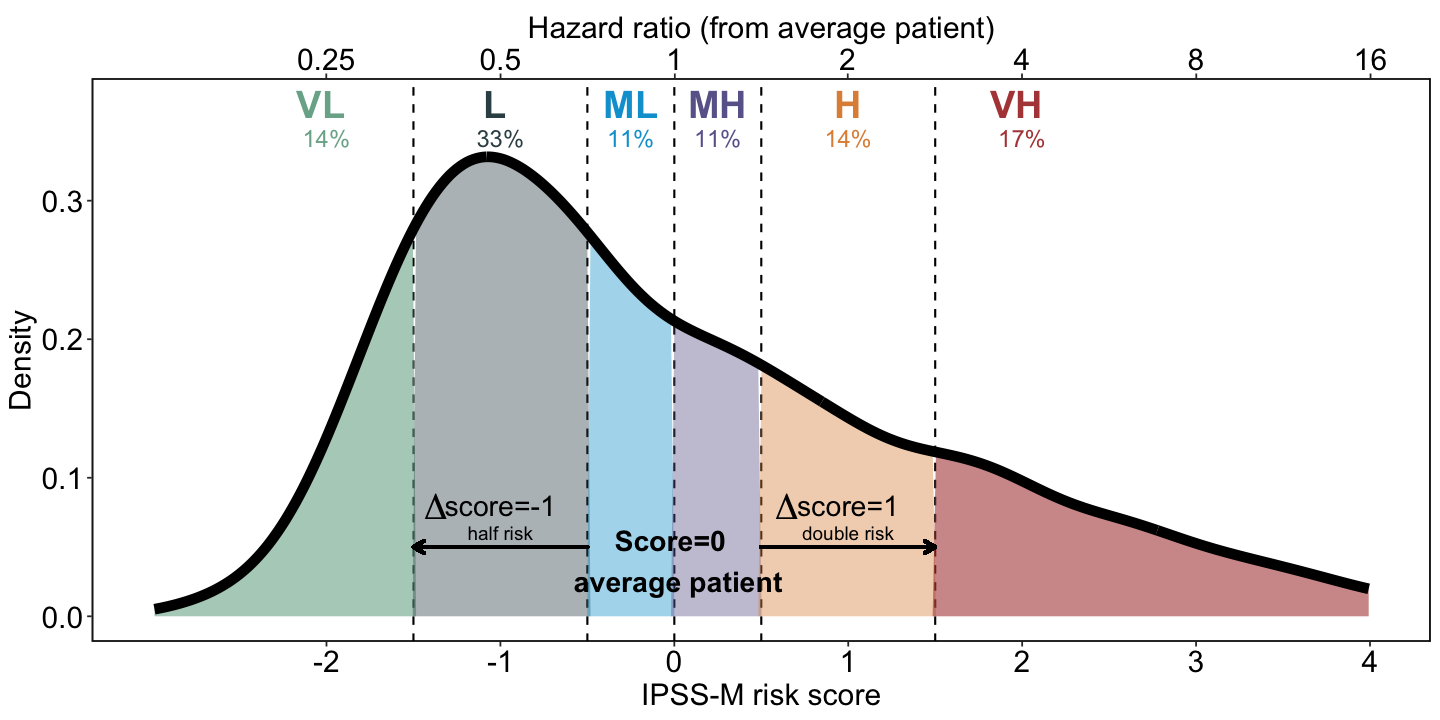 Hazard ratio (from average patient)
0.25 0.5 1 2 4 8 16
VL L ML MH H VH
14% 33% 11% 11% 14% 17%
0.3
0.2
0.1
0.0
Density
Δscore=-1 Δscore=1
half risk double risk
Score=0
average patient
-2 -1 0 1 2 3 4
IPSS-M risk score